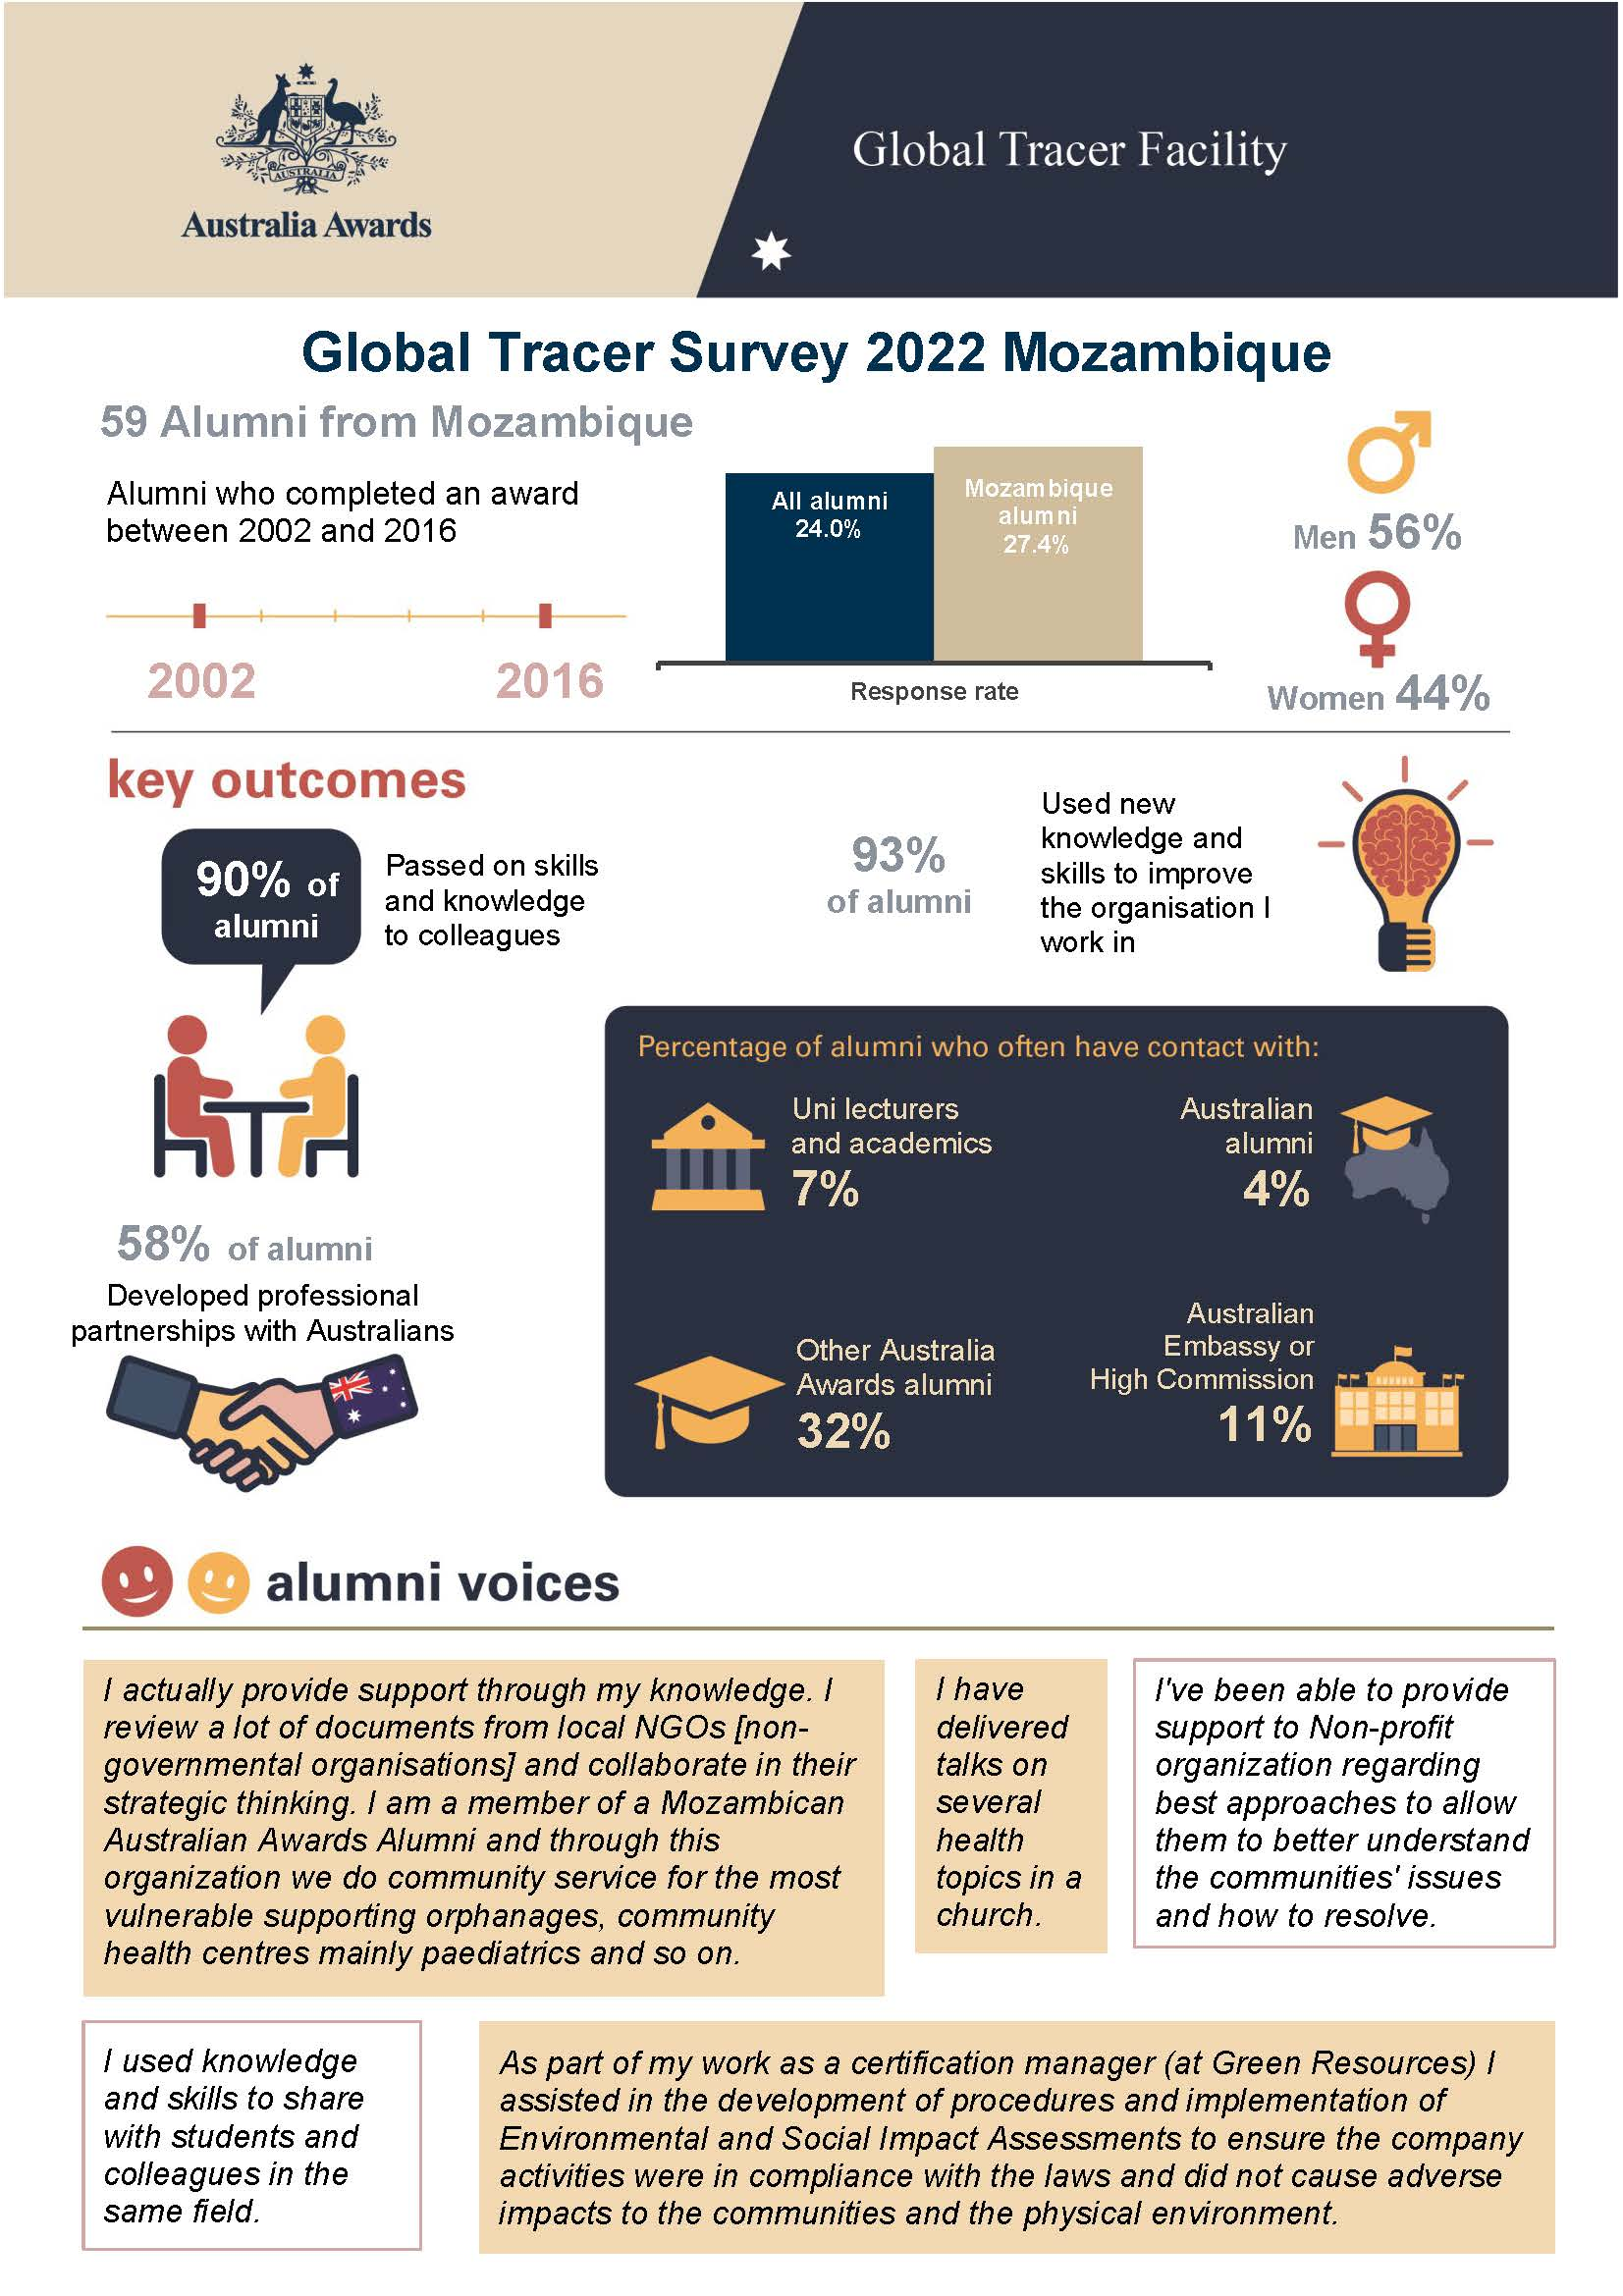 AUSTRALIA
Australia Awards
Global Tracer Facility
Global Tracer Survey 2022 Mozambique
59 Alumni from Mozambique
Alumni who completed an award
between 2002 and 2016
2002
2016
All alumni
24.0%
Mozambique
alumni
27.4%
Response rate
Men 56%
Women 44%
key outcomes
90% of
alumni
Passed on skills
and knowledge
to colleagues
93%
of alumni
Used new
knowledge and
skills to improve
the organisation I
work in
58% of alumni
Developed professional
partnerships with Australians
Percentage of alumni who often have contact with:
Uni lecturers
and academics
7%
Australian
alumni
4%
Other Australia
Awards alumni
32%
Australian
Embassy or
High Commission
11%
alumni voices
I actually provide support through my knowledge. I
review a lot of documents from local NGOs [non-
governmental organisations] and collaborate in their
strategic thinking. I am a member of a Mozambican
Australian Awards Alumni and through this
organization we do community service for the most
vulnerable supporting orphanages, community
health centres mainly paediatrics and so on.
I have
delivered
talks on
several
health
topics in a
church.
I've been able to provide
support to Non-profit
organization regarding
best approaches to allow
them to better understand
the communities' issues
and how to resolve.
I used knowledge
and skills to share
with students and
colleagues in the
same field.
As part of my work as a certification manager (at Green Resources) I
assisted in the development of procedures and implementation of
Environmental and Social Impact Assessments to ensure the company
activities were in compliance with the laws and did not cause adverse
impacts to the communities and the physical environment.